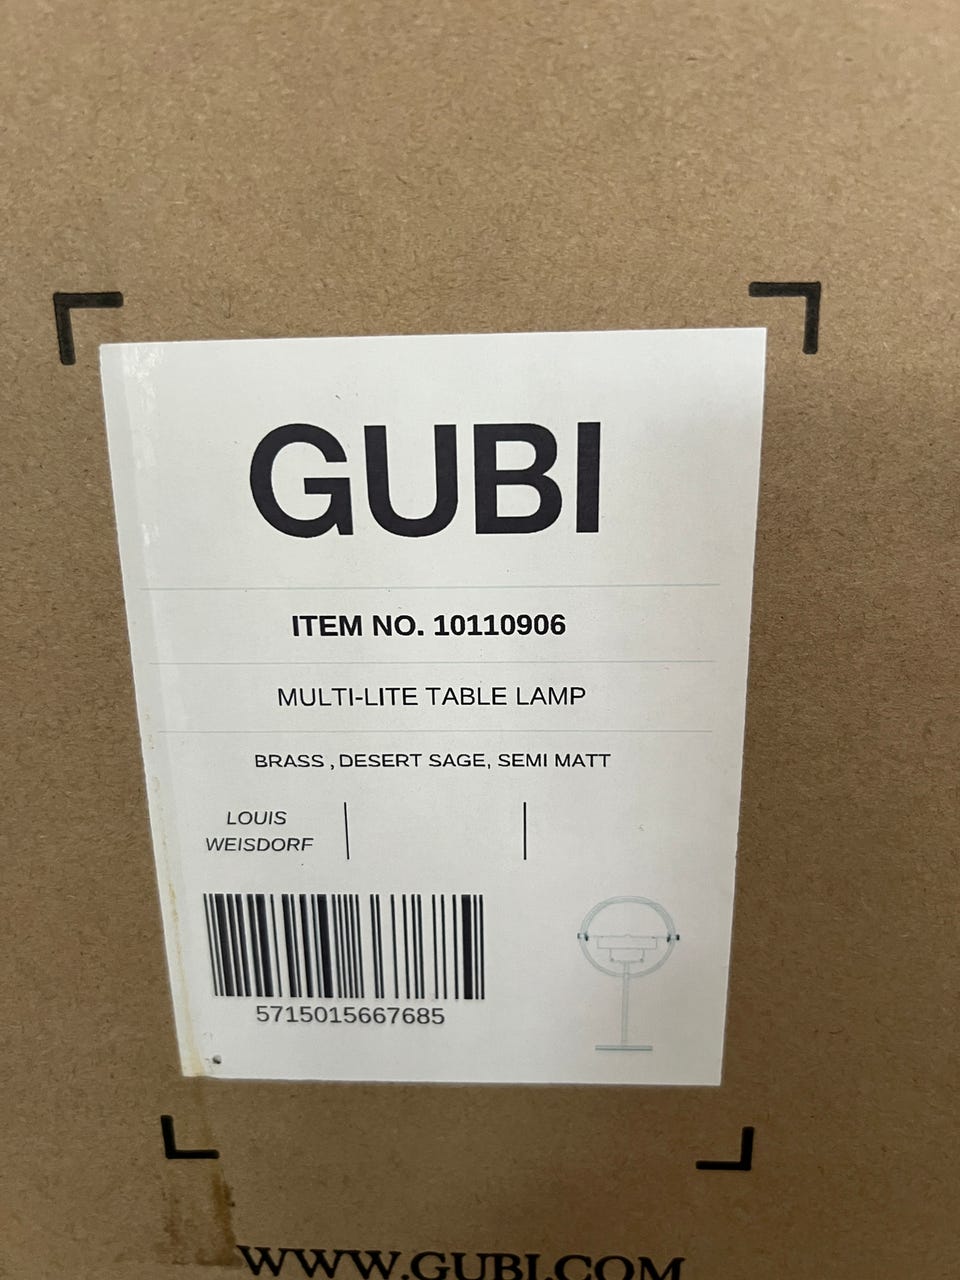 GUBI
ITEM NO. 10110906
MULTI-LITE TABLE LAMP
BRASS , DESERT SAGE, SEMI MATT
LOUIS
WEISDORF
5715015667685
WWW.GUBI.COM